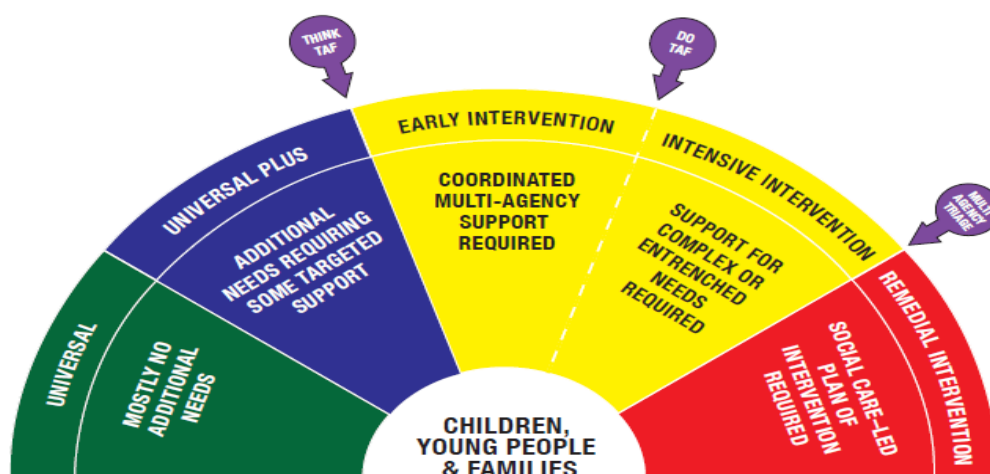 THINK
TAF
DO
TAF
MULTI
AGENCY
TRIAGE
UNIVERSAL
MOSTLY NO
ADDITIONAL
NEEDS
UNIVERSAL PLUS
ADDITIONAL
NEEDS REQUIRING
SOME TARGETED
SUPPORT
EARLY INTERVENTION
COORDINATED
MULTI-AGENCY
SUPPORT
REQUIRED
INTENSIVE INTERVENTION
SUPPORT FOR
COMPLEX OR
ENTRENCHED
NEEDS
REQUIRED
REMEDIAL INTERVENTION
SOCIAL CARE–LED
PLAN OF
INTERVENTION
REQUIRED
CHILDREN,
YOUNG PEOPLE
& FAMILIES